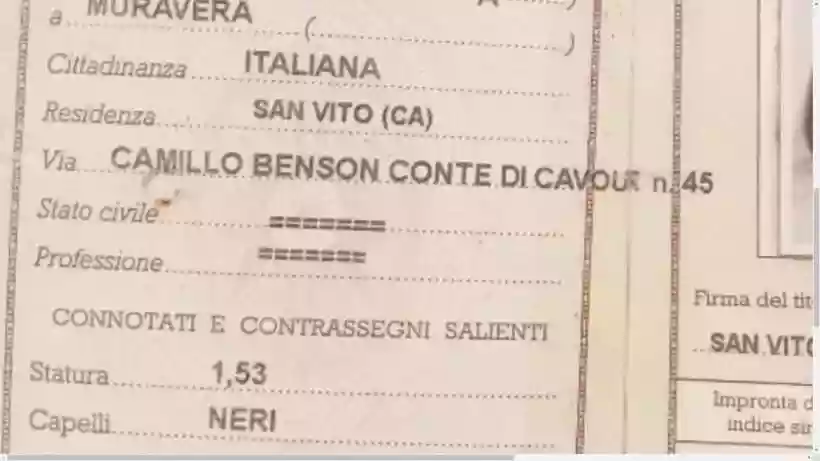 a MURAVERA
(....................)
Cittadinanza ITALIANA
Residenza SAN VITO (CA)
Via CAMILLO BENSON CONTE DI CAVOUR n. 45
Stato civile =======
Professione =======
CONNOTATI E CONTRASSEGNI SALIENTI
Statura 1,53
Capelli NERI
Firma del tit
SAN VITO
Impronta d
indice sin